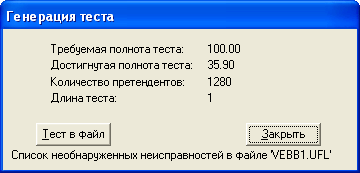 Генерация теста
Требуемая полнота теста: 100.00
Достигнутая полнота теста: 35.90
Количество претендентов: 1280
Длина теста: 1
Тест в файл Закрыть
Список необнаруженных неисправностей в файле 'VEBB1.UFL'